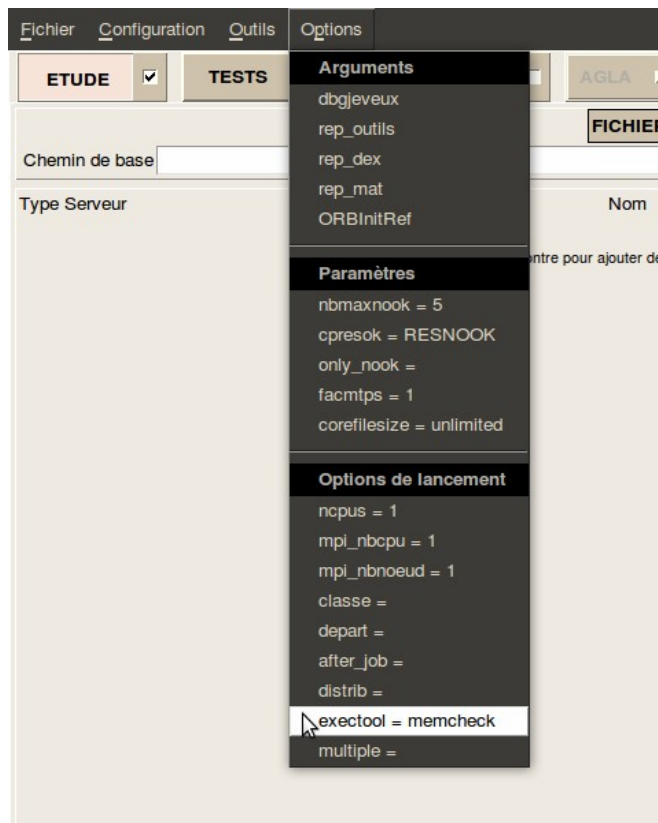 Fichier Configuration Outils Options
ETUDE TESTS AGLA
FICHIE
Chemin de base
Type Serveur Nom
ntre pour ajouter de
Arguments
dbgjeveux
rep_outils
rep_dex
rep_mat
ORBInitRef
Paramètres
nbmaxnook = 5
cpresok = RESNOOK
only_nook =
facmtps = 1
corefilesize = unlimited
Options de lancement
ncpus = 1
mpi_nbcpu = 1
mpi_nbnoeud = 1
classe =
depart =
after_job =
distrib =
exectool = memcheck
multiple =